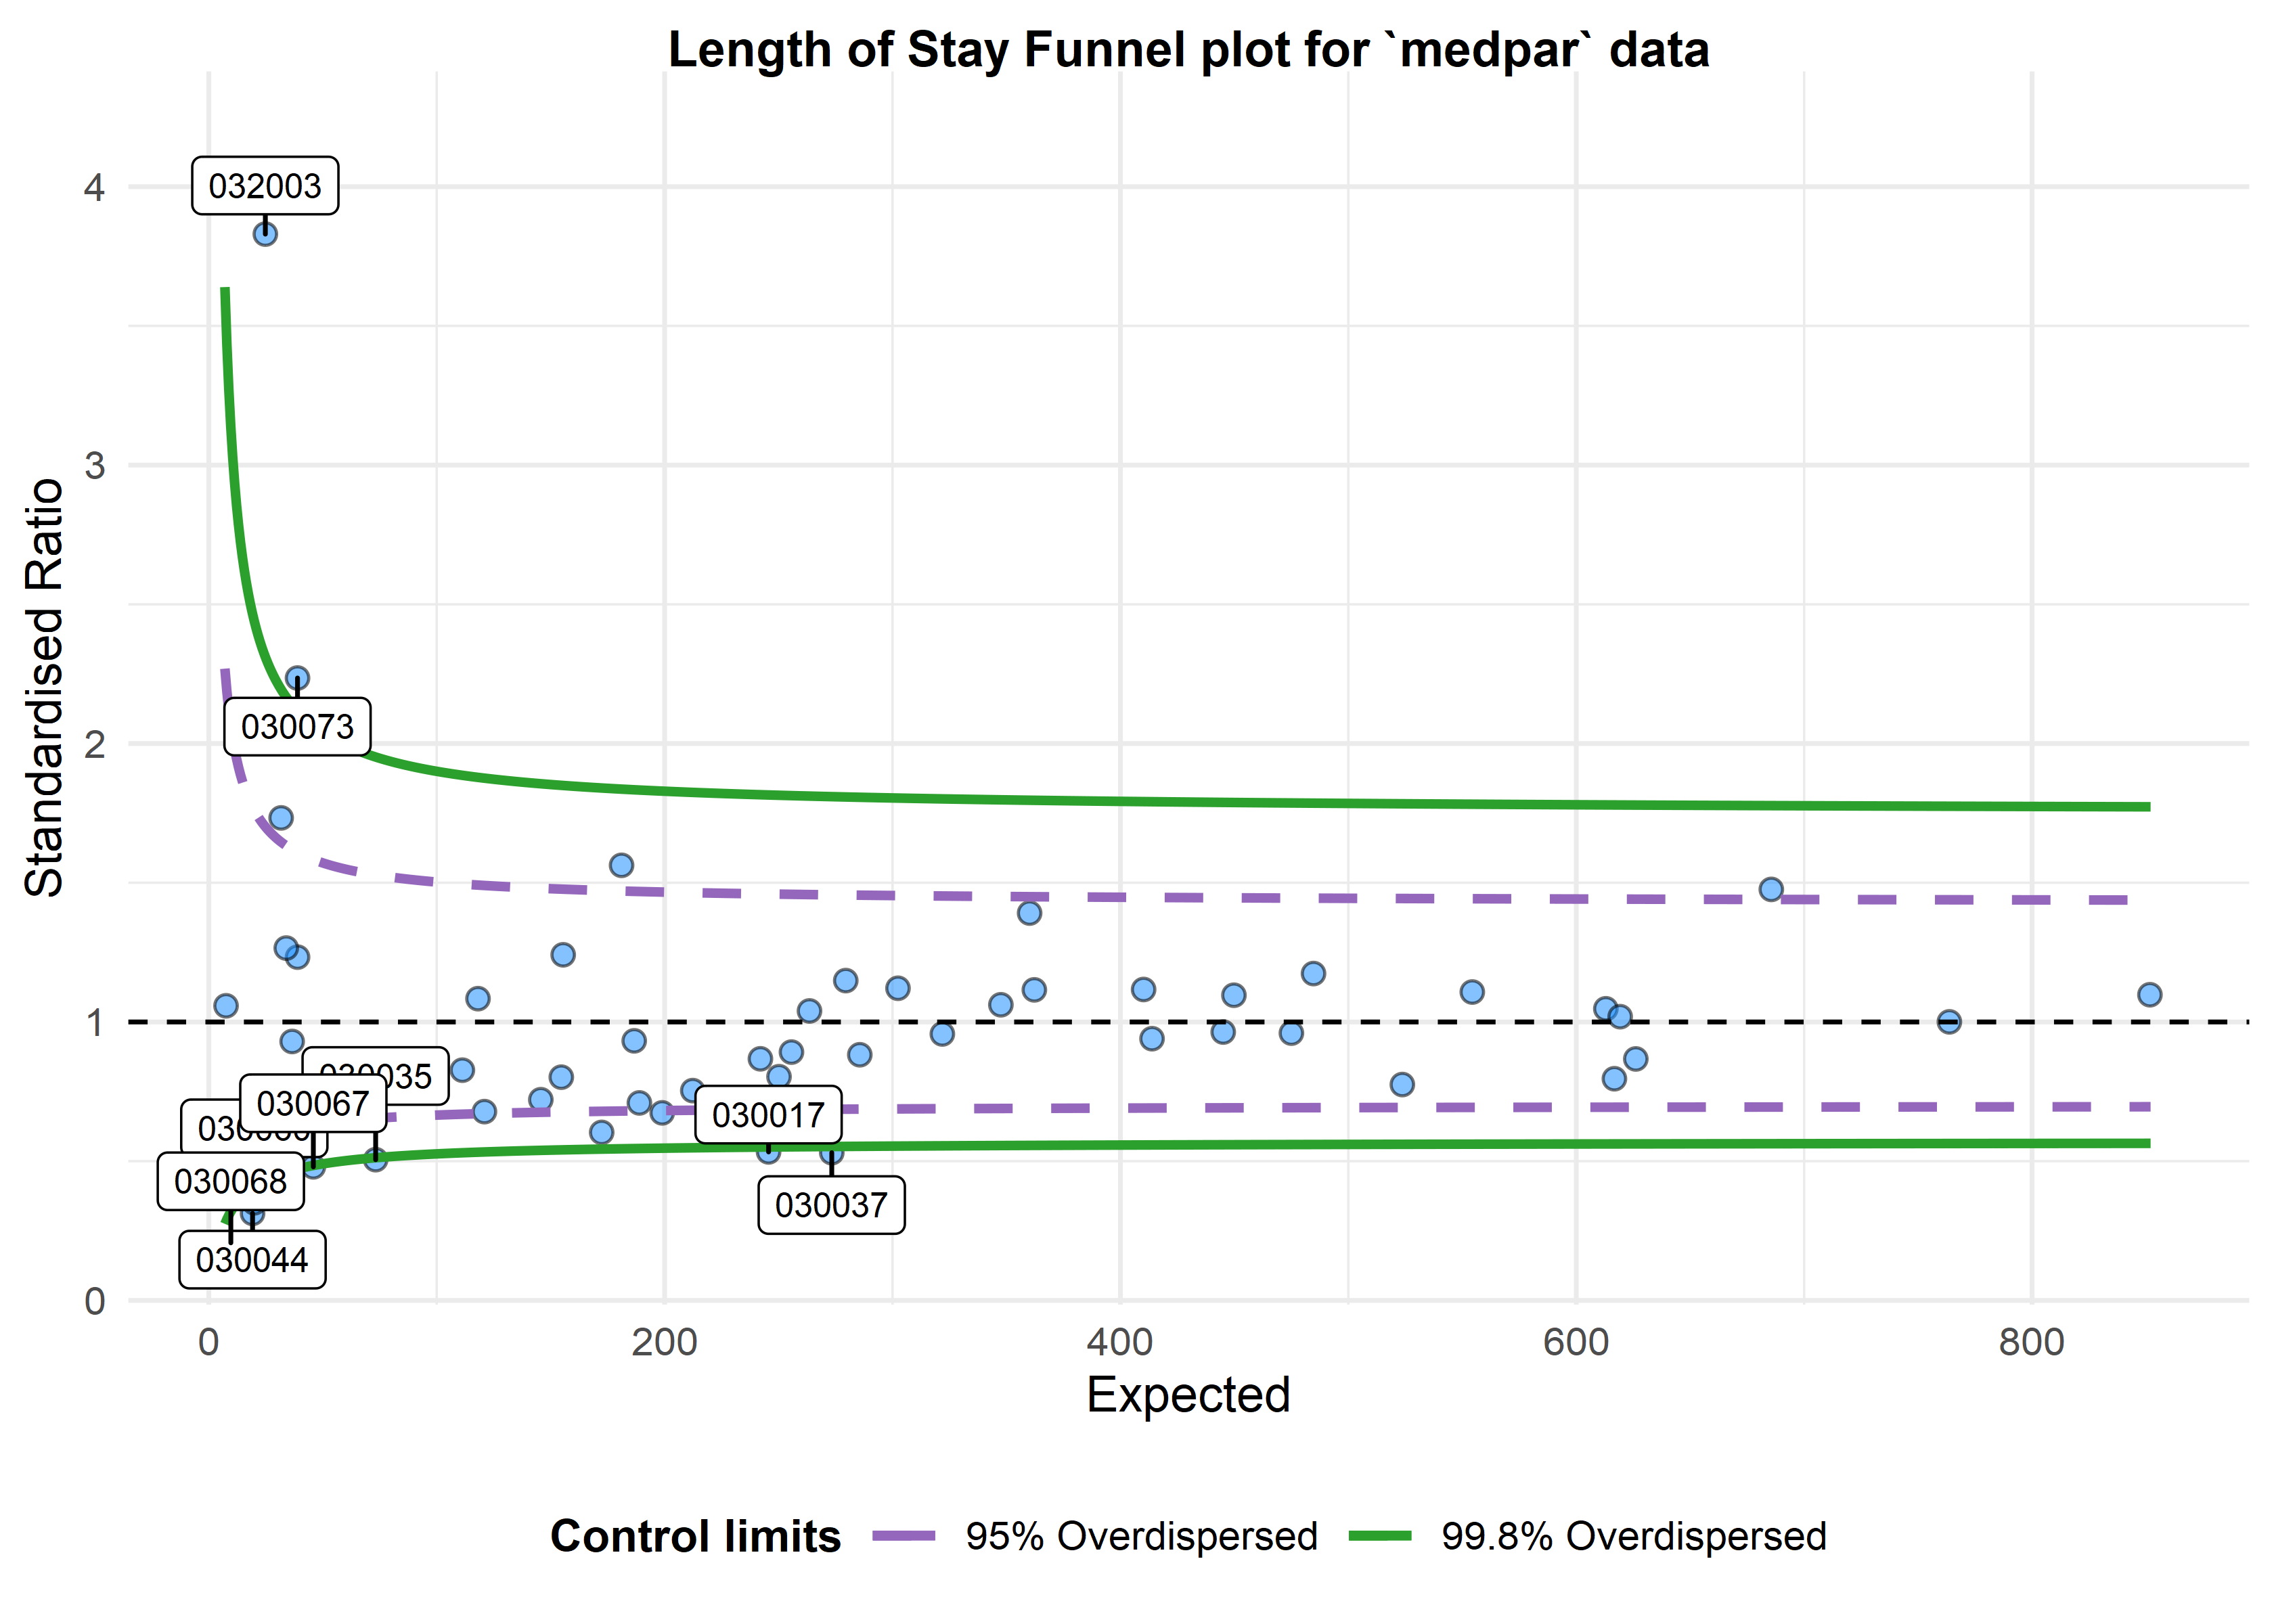 Length of Stay Funnel plot for `medpar` data
Standardised Ratio
4
3
2
1
0
032003
030073
030067
030017
030068
030037
030044
0
200
400
600
800
Expected
Control limits
95% Overdispersed
99.8% Overdispersed